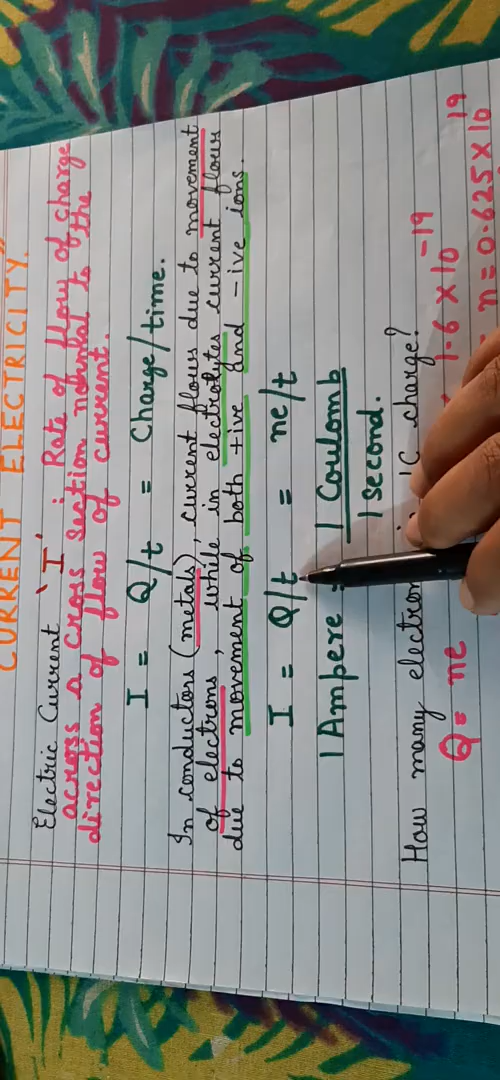 CURRENT ELECTRICITY
Electric Current 'I' : Rate of flow of charge
across a cross section normal to the
direction of flow of current.
I = Q/t = Charge/time.
In conductors (metals), current flows due to movement
of electrons, while in electrolytes current flows
due to movement of both +ive and -ive ions.
I = Q/t = ne/t
1 Ampere = 1 Coulomb
1 second.
How many electron 1C charge?
Q = ne 1.6 × 10^-19
n = 0.625 × 10^19